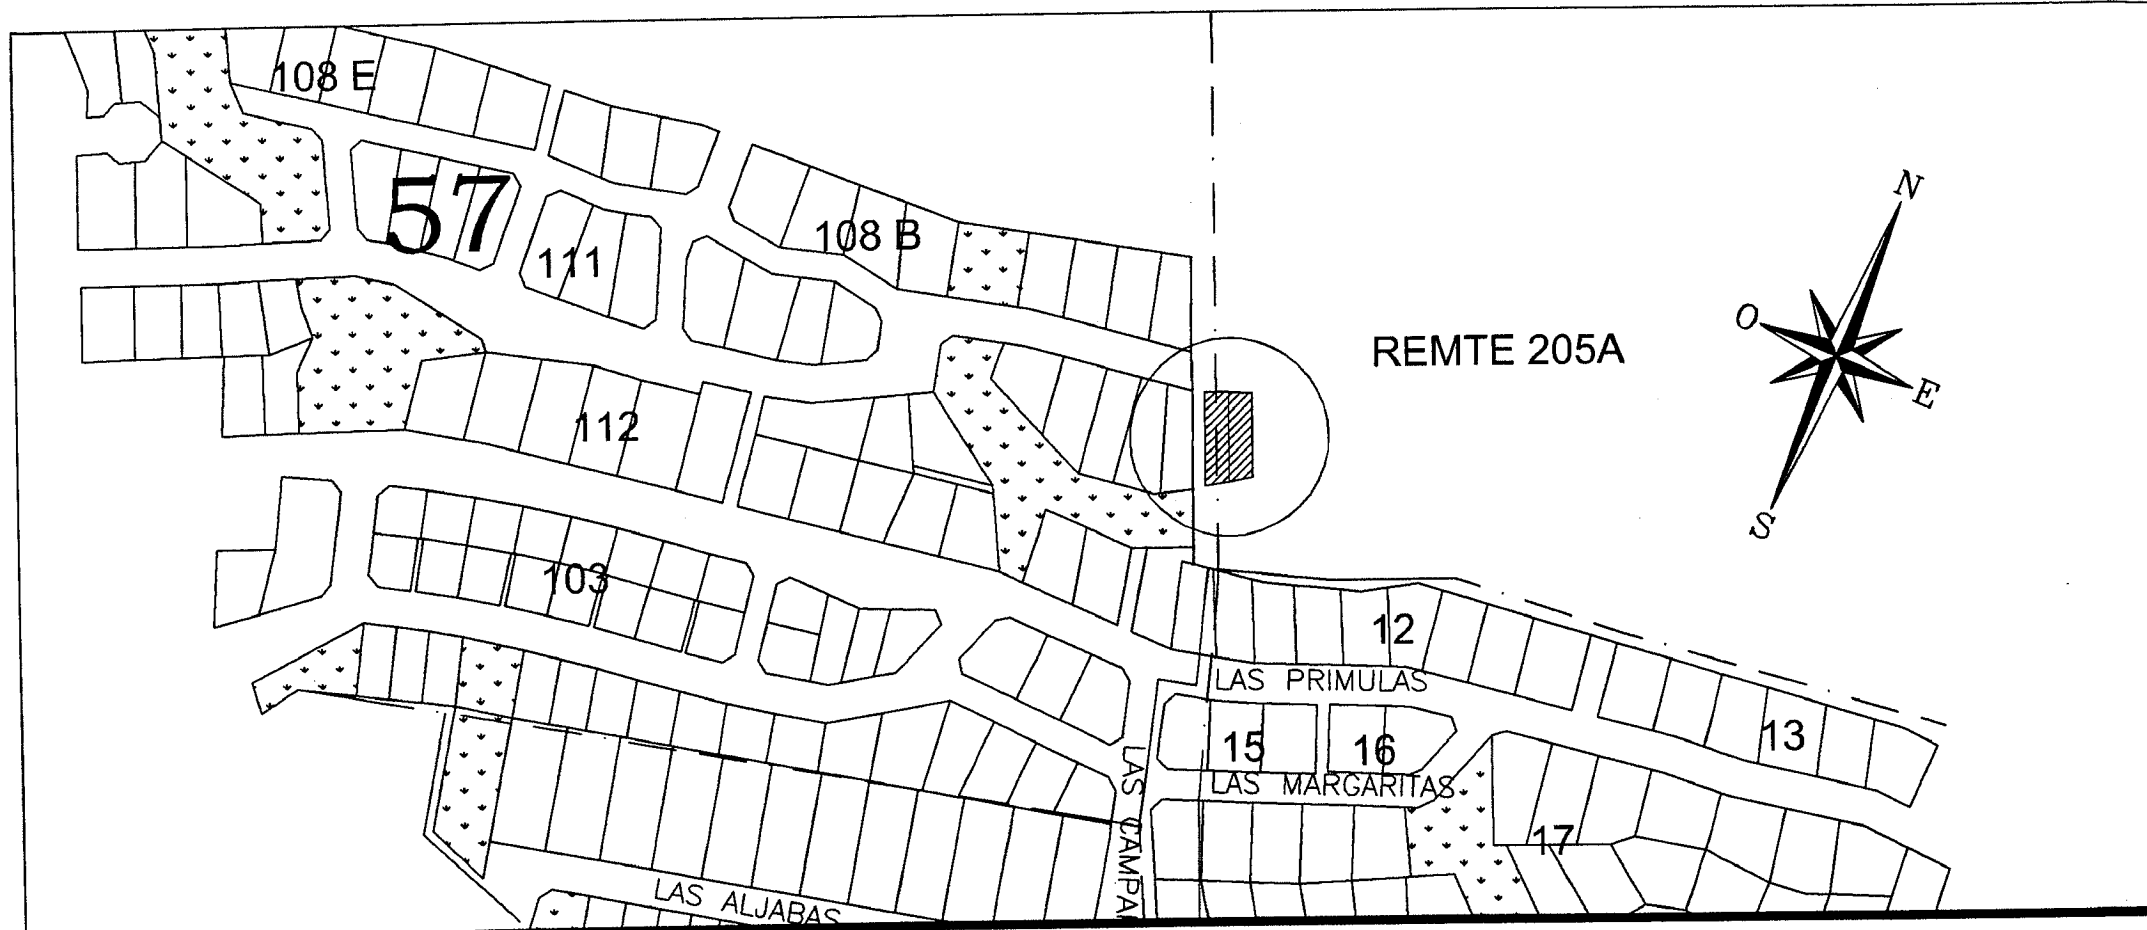 108 E
57
111
108 B
N
O
REMTE 205A
E
S
112
103
12
LAS PRIMULAS
13
15
16
LAS MARGARITAS
LAS
17
LAS ALJABAS